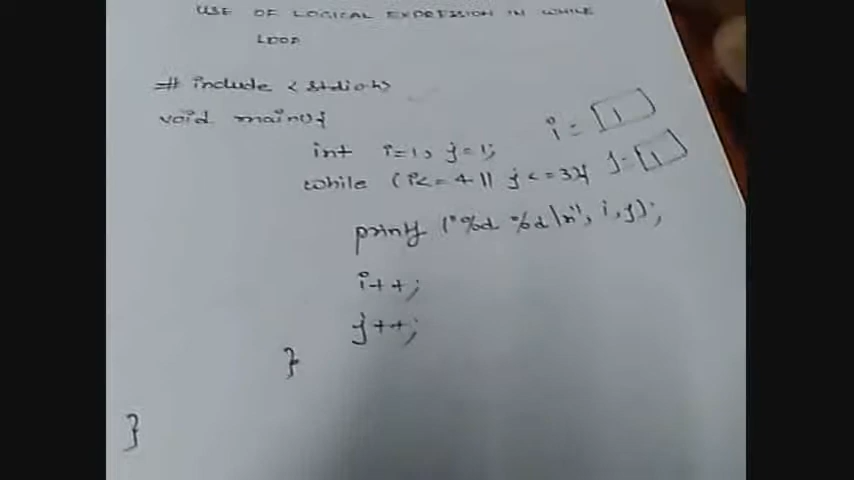 USE OF LOGICAL EXPRESSION IN WHILE
LOOP
# include <stdio.h>
void main(){
int i=1, j=1;
i = 1
while (i<=4 || j<=3){
j = 1
printf ("%d %d\n", i,j);
i++;
j++;
}
}